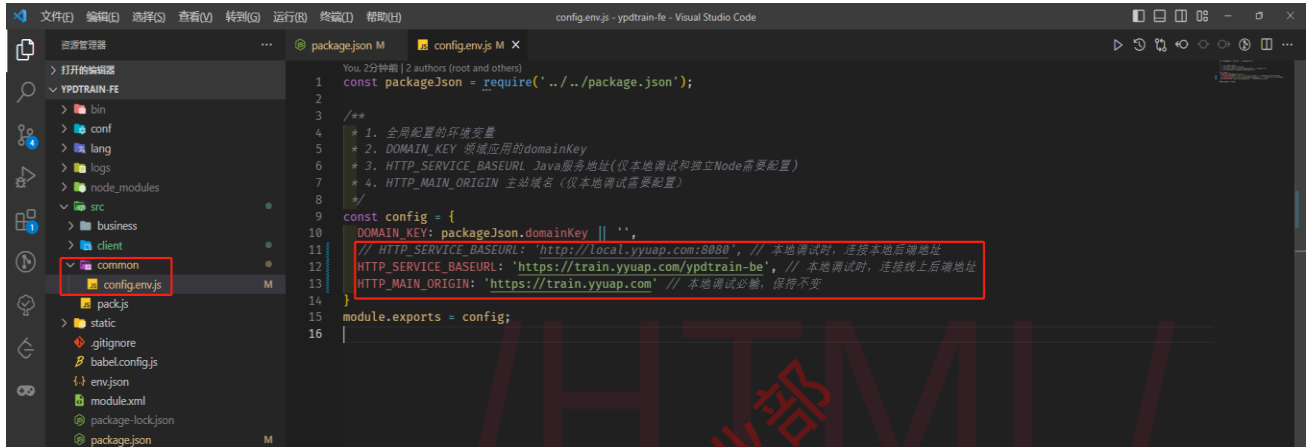 文件(F) 编辑(E) 选择(S) 查看(V) 转到(G) 运行(R) 终端(T) 帮助(H) config.env.js - ypdtrain-fe - Visual Studio Code
资源管理器
package.json M
config.env.js M
打开的编辑器
YPDTRAIN-FE
bin
conf
lang
logs
node_modules
src
business
client
common
config.env.js M
pack.js
static
.gitignore
babel.config.js
env.json
module.xml
package-lock.json
package.json M
4
1
You, 2分钟前 | 2 authors (root and others)
1 const packageJson = require('../../package.json');
2
3 /**
4 * 1. 全局配置的环境变量
5 * 2. DOMAIN_KEY 领域应用的domainKey
6 * 3. HTTP_SERVICE_BASEURL Java服务地址(仅本地调试和独立Node需要配置)
7 * 4. HTTP_MAIN_ORIGIN 主站域名（仅本地调试需要配置）
8 */
9 const config = {
10 DOMAIN_KEY: packageJson.domainKey || '',
11 // HTTP_SERVICE_BASEURL: 'http://local.yyuap.com:8080', // 本地调试时，连接本地后端地址
12 HTTP_SERVICE_BASEURL: 'https://train.yyuap.com/ypdtrain-be', // 本地调试时，连接线上后端地址
13 HTTP_MAIN_ORIGIN: 'https://train.yyuap.com' // 本地调试必输，保持不变
14 }
15 module.exports = config;
16
/HTML/
业部